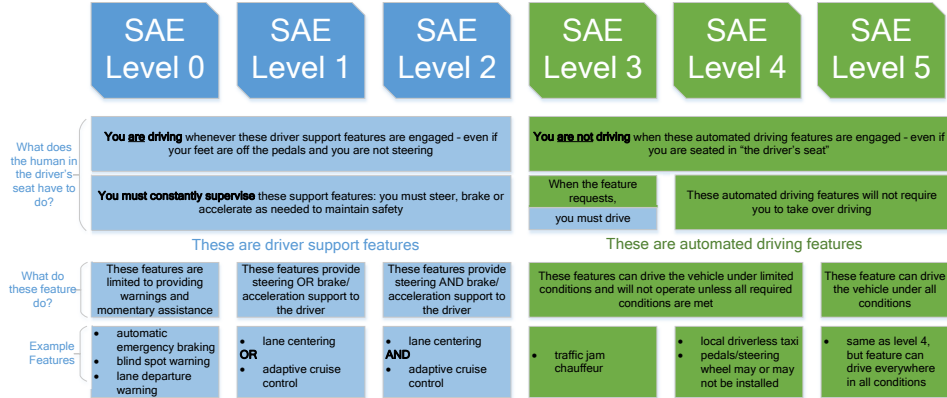 SAE
Level 0
SAE
Level 1
SAE
Level 2
SAE
Level 3
SAE
Level 4
SAE
Level 5
What does
the human in
the driver's
seat have to
do?
You are driving whenever these driver support features are engaged - even if
your feet are off the pedals and you are not steering
You are not driving when these automated driving features are engaged - even if
you are seated in "the driver's seat"
You must constantly supervise these support features: you must steer, brake or
accelerate as needed to maintain safety
When the feature
requests,
you must drive
These automated driving features will not require
you to take over driving
These are driver support features
These are automated driving features
What do
these feature
do?
These features are
limited to providing
warnings and
momentary assistance
These features provide
steering OR brake/
acceleration support to
the driver
These features provide
steering AND brake/
acceleration support to
the driver
These features can drive the vehicle under limited
conditions and will not operate unless all required
conditions are met
These feature can drive
the vehicle under all
conditions
Example
Features
• automatic
emergency braking
• blind spot warning
• lane departure
warning
• lane centering
OR
• adaptive cruise
control
• lane centering
AND
• adaptive cruise
control
• traffic jam
chauffeur
• local driverless taxi
• pedals/steering
wheel may or may
not be installed
• same as level 4,
but feature can
drive everywhere
in all conditions